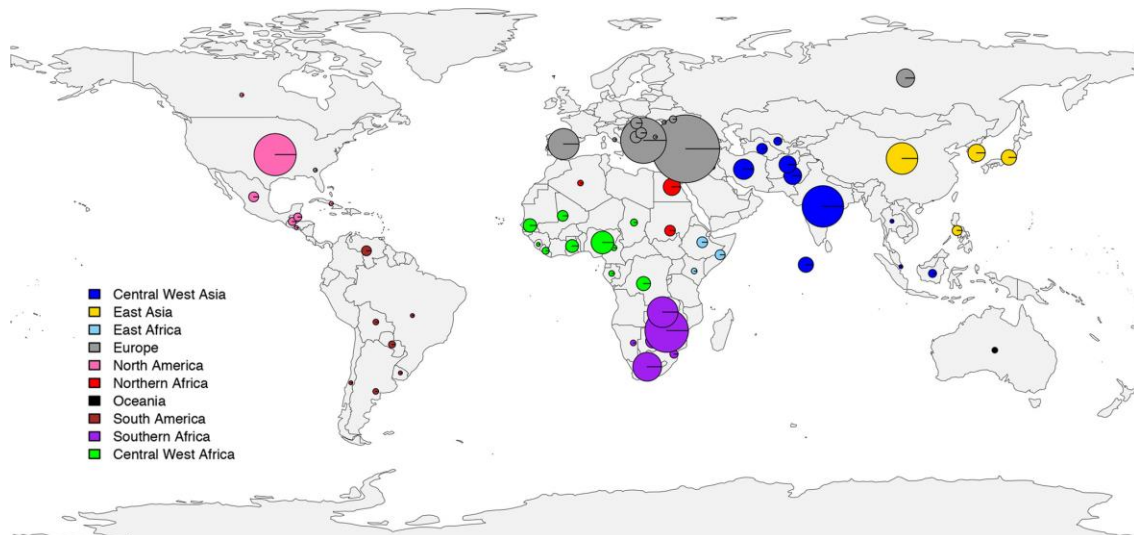 Central West Asia
East Asia
East Africa
Europe
North America
Northern Africa
Oceania
South America
Southern Africa
Central West Africa